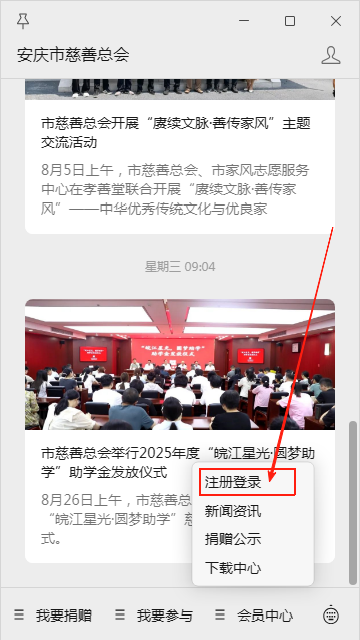 安庆市慈善总会
市慈善总会开展“赓续文脉·善传家风”主题
交流活动
8月5日上午，市慈善总会、市家风志愿服务
中心在孝善堂联合开展“赓续文脉·善传家
风”——中华优秀传统文化与优良家
星期三 09:04
“皖江星光，圆梦助学”
助学金发放仪式
市慈善总会举行2025年度“皖江星光·圆梦助
学”助学金发放仪式
8月26日上午，市慈善总
“皖江星光·圆梦助学”
式。
注册登录
新闻资讯
捐赠公示
下载中心
我要捐赠
我要参与
会员中心